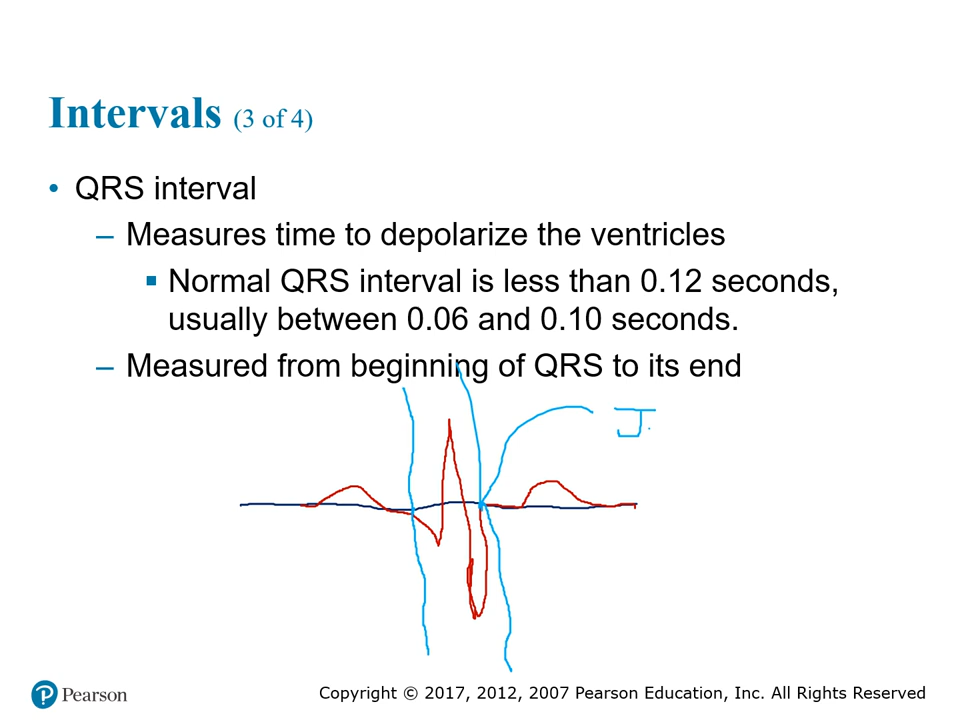 Intervals (3 of 4)
• QRS interval
– Measures time to depolarize the ventricles
▪ Normal QRS interval is less than 0.12 seconds,
usually between 0.06 and 0.10 seconds.
– Measured from beginning of QRS to its end
J.
Pearson
Copyright © 2017, 2012, 2007 Pearson Education, Inc. All Rights Reserved